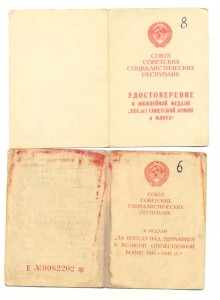 8
СОЮЗ
СОВЕТСКИХ
СОЦИАЛИСТИЧЕСКИХ
РЕСПУБЛИК
УДОСТОВЕРЕНИЕ
К ЮБИЛЕЙНОЙ МЕДАЛИ
„XXX ЛЕТ СОВЕТСКОЙ АРМИИ
И ФЛОТА“
6
СОЮЗ
СОВЕТСКИХ
СОЦИАЛИСТИЧЕСКИХ
РЕСПУБЛИК
К МЕДАЛИ
„ЗА ПОБЕДУ НАД ГЕРМАНИЕЙ
В ВЕЛИКОЙ ОТЕЧЕСТВЕННОЙ
ВОЙНЕ 1941—1945 гг.“
Е №0082202